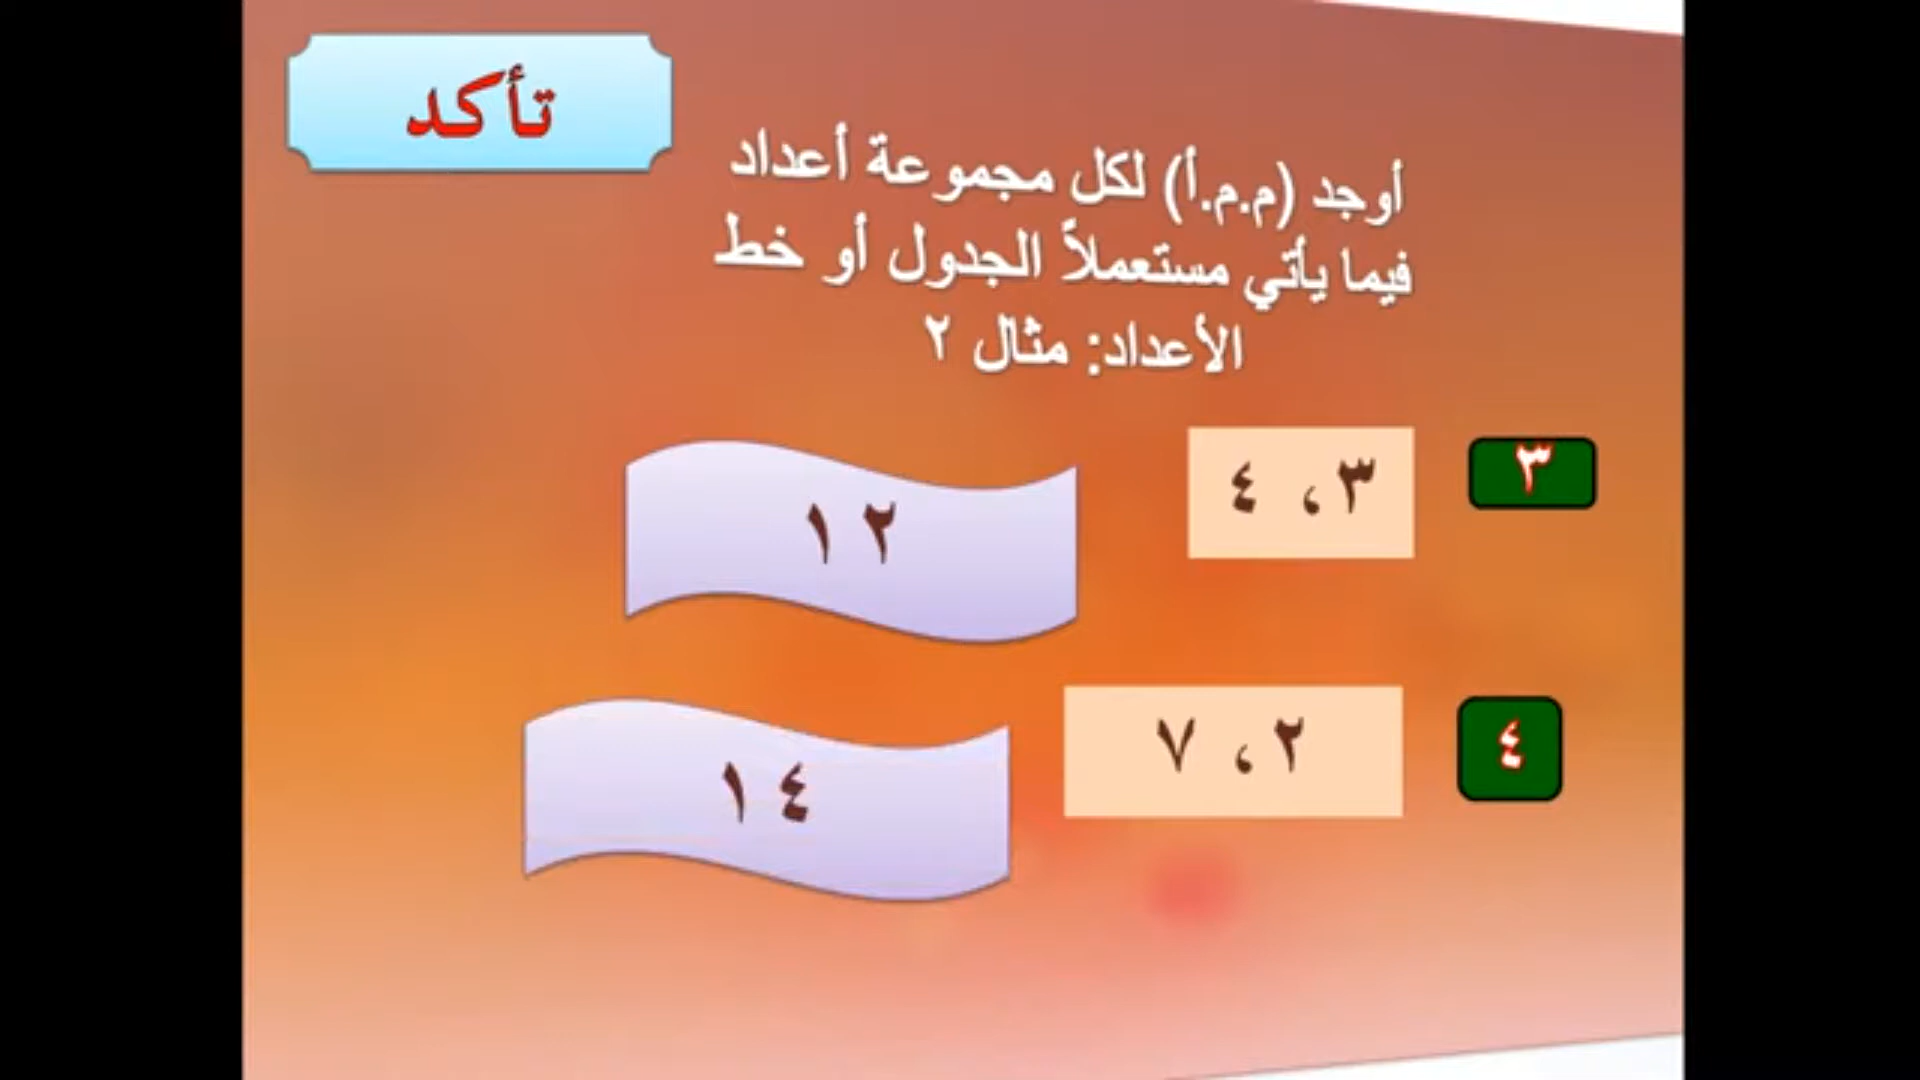 تأكد
أوجد (م.م.أ) لكل مجموعة أعداد
فيما يأتي مستعملاً الجدول أو خط
الأعداد: مثال ٢
٣
٣، ٤
١٢
٤
٢، ٧
١٤